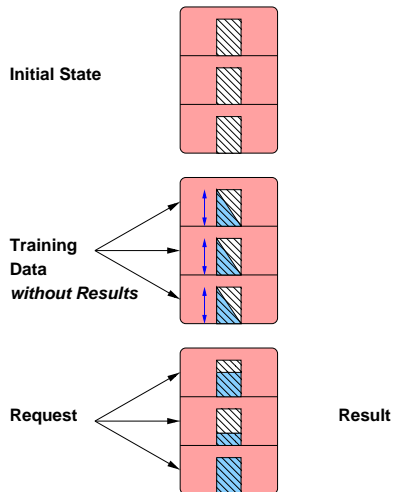 Initial State
Training
Data
without Results
Request
Result